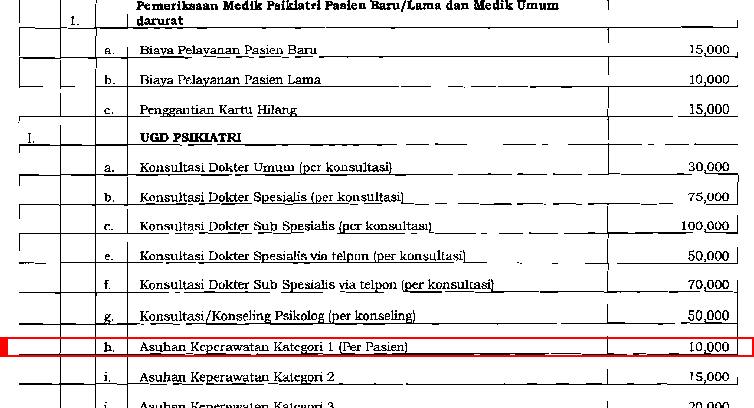 Pemeriksaan Medik Psikiatri Pasien Baru/Lama dan Medik Umum
1. darurat
a. Biaya Pelayanan Pasien Baru 15,000
b. Biaya Pelayanan Pasien Lama 10,000
c. Penggantian Kartu Hilang 15,000
I. UGD PSIKIATRI
a. Konsultasi Dokter Umum (per konsultasi) 30,000
b. Konsultasi Dokter Spesialis (per konsultasi) 75,000
c. Konsultasi Dokter Sub Spesialis (per konsultasi) 100,000
e. Konsultasi Dokter Spesialis via telpon (per konsultasi) 50,000
f. Konsultasi Dokter Sub Spesialis via telpon (per konsultasi) 70,000
g. Konsultasi/Konseling Psikolog (per konseling) 50,000
h. Asuhan Keperawatan Kategori 1 (Per Pasien) 10,000
i. Asuhan Keperawatan Kategori 2 15,000
j. Asuhan Keperawatan Kategori 3 20,000